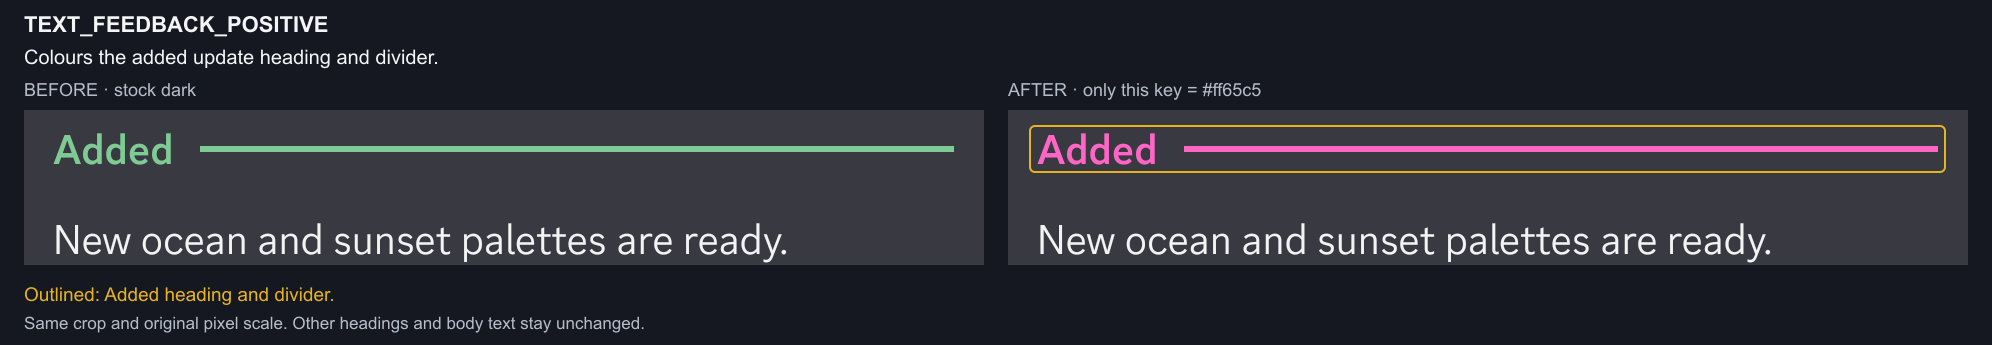 TEXT_FEEDBACK_POSITIVE
Colours the added update heading and divider.
BEFORE · stock dark
AFTER · only this key = #ff65c5
Added
New ocean and sunset palettes are ready.
Added
New ocean and sunset palettes are ready.
Outlined: Added heading and divider.
Same crop and original pixel scale. Other headings and body text stay unchanged.